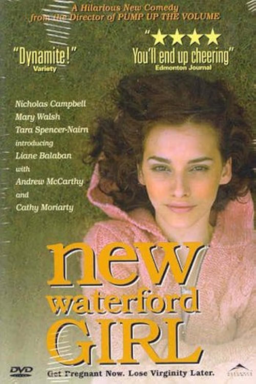 A Hilarious New Comedy
from the Director of PUMP UP THE VOLUME
"Dynamite!"
Variety
"★★★★
You'll end up cheering"
Edmonton Journal
Nicholas Campbell
Mary Walsh
Tara Spencer-Nairn
introducing
Liane Balaban
with
Andrew McCarthy
and
Cathy Moriarty
new
waterford
GIRL
DVD
Get Pregnant Now. Lose Virginity Later.